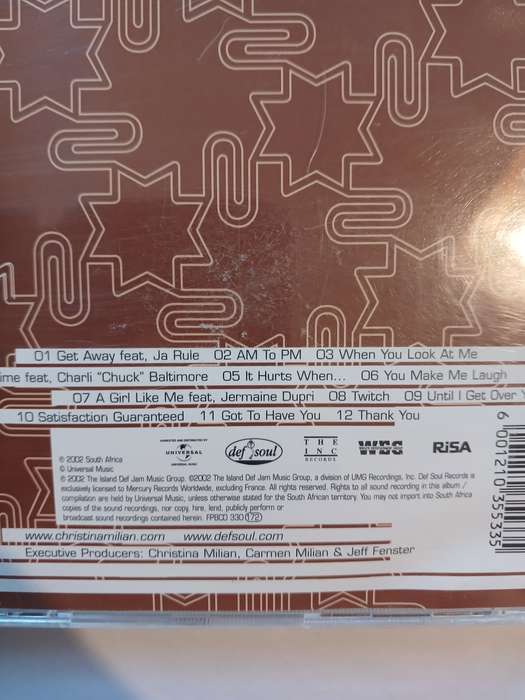 01 Get Away feat, Ja Rule 02 AM To PM 03 When You Look At Me
ime feat, Charli "Chuck" Baltimore 05 It Hurts When... 06 You Make Me Laugh
07 A Girl Like Me feat, Jermaine Dupri 08 Twitch 09 Until I Get Over Y
10 Satisfaction Guaranteed 11 Got To Have You 12 Thank You
UNIVERSAL
UNIVERSAL MUSIC
def soul
THE
INC
RECORDS
RiSA
℗ 2002 South Africa
© Universal Music
℗ 2002 The Island Def Jam Music Group. ©2002 The Island Def Jam Music Group, a division of UMG Recordings, Inc. Def Soul Records is
exclusively licensed to Mercury Records Worldwide, excluding France. All rights reserved. Rights to all sound recording in this album /
compilation are held by Universal Music, unless otherwise stated for the South African territory. You may not import into South Africa
copies of the sound recordings, nor copy, hire, lend, publicly perform or
broadcast sound recordings contained herein. FPBCD 330 172
6 00121 0355335
www.christinamilian.com www.defsoul.com
Executive Producers: Christina Milian, Carmen Milian & Jeff Fenster